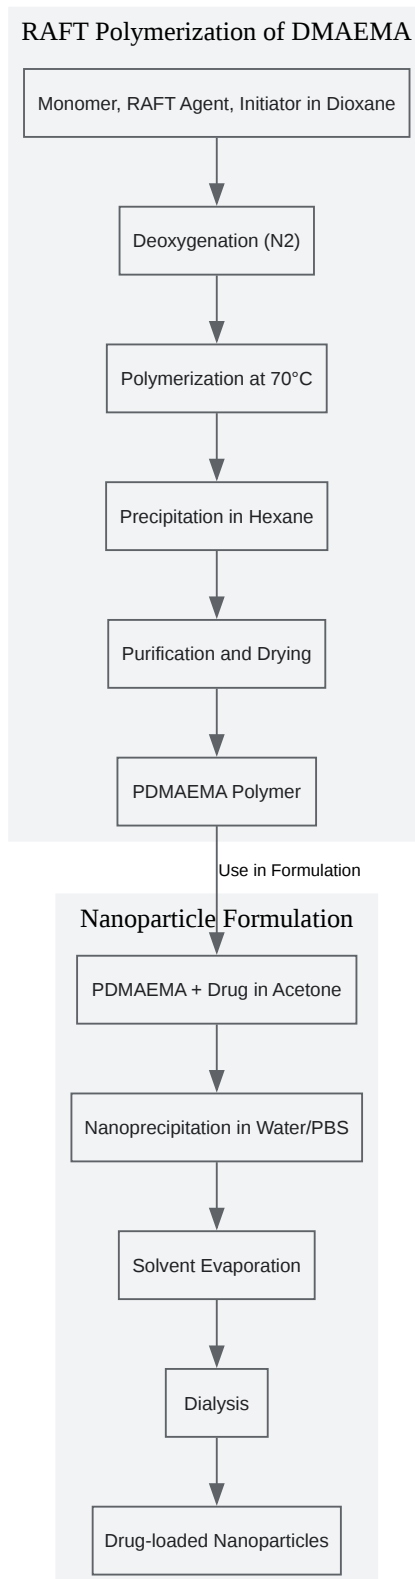 RAFT Polymerization of DMAEMA
Monomer, RAFT Agent, Initiator in Dioxane
Deoxygenation (N2)
Polymerization at 70°C
Precipitation in Hexane
Purification and Drying
PDMAEMA Polymer
Use in Formulation
Nanoparticle Formulation
PDMAEMA + Drug in Acetone
Nanoprecipitation in Water/PBS
Solvent Evaporation
Dialysis
Drug-loaded Nanoparticles